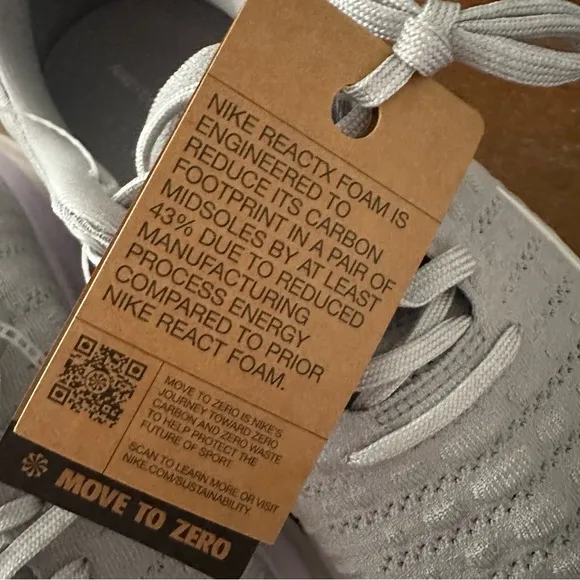 NIKE REACTX FOAM IS
ENGINEERED TO
REDUCE ITS CARBON
FOOTPRINT IN A PAIR OF
MIDSOLES BY AT LEAST
43% DUE TO REDUCED
MANUFACTURING
PROCESS ENERGY
COMPARED TO PRIOR
NIKE REACT FOAM.
MOVE TO ZERO IS NIKE'S
JOURNEY TOWARD ZERO
CARBON AND ZERO WASTE
TO HELP PROTECT THE
FUTURE OF SPORT.
SCAN TO LEARN MORE OR VISIT
NIKE.COM/SUSTAINABILITY.
MOVE TO ZERO